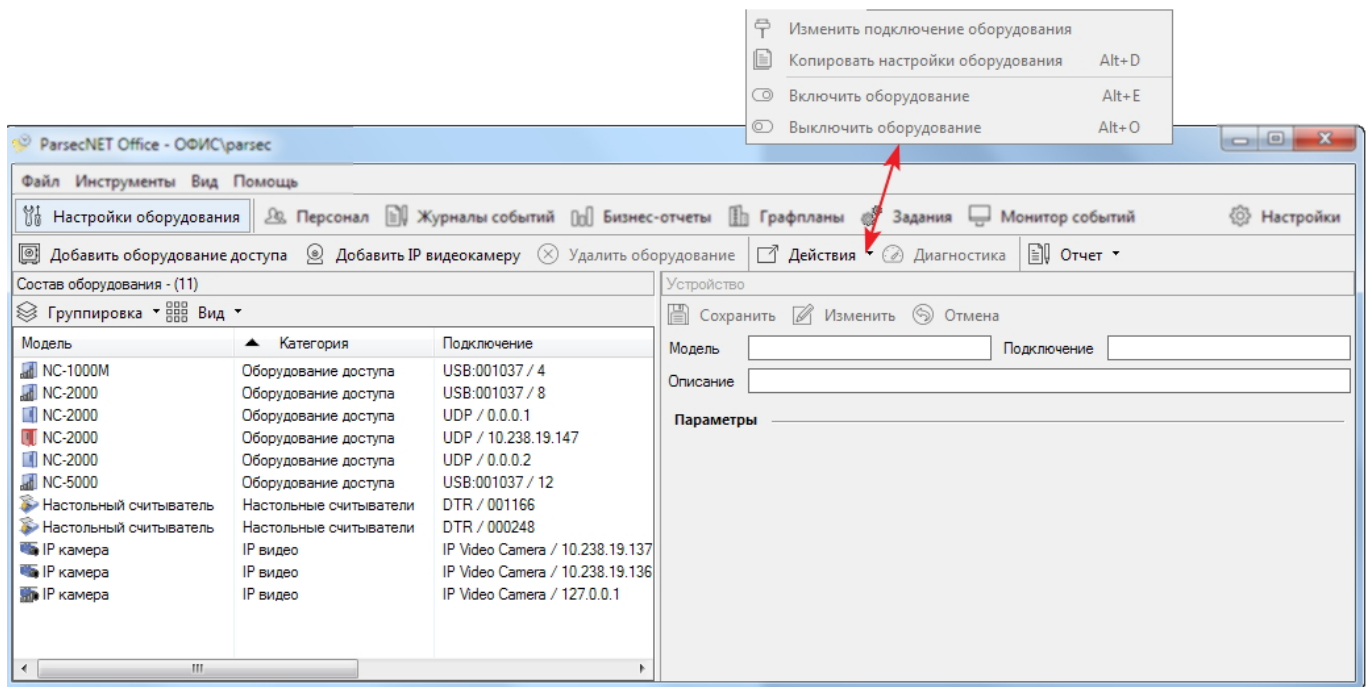 Изменить подключение оборудования
Копировать настройки оборудования Alt+D
Включить оборудование Alt+E
Выключить оборудование Alt+O
ParsecNET Office - ОФИС\parsec
Файл Инструменты Вид Помощь
Настройки оборудования Персонал Журналы событий Бизнес-отчеты Графпланы Задания Монитор событий Настройки
Добавить оборудование доступа Добавить IP видеокамеру Удалить оборудование Действия Диагностика Отчет
Состав оборудования - (11) Устройство
Группировка Вид Сохранить Изменить Отмена
Модель Категория Подключение Модель Подключение
NC-1000M Оборудование доступа USB:001037 / 4
Описание
NC-2000 Оборудование доступа USB:001037 / 8
NC-2000 Оборудование доступа UDP / 0.0.0.1
Параметры
NC-2000 Оборудование доступа UDP / 10.238.19.147
NC-2000 Оборудование доступа UDP / 0.0.0.2
NC-5000 Оборудование доступа USB:001037 / 12
Настольный считыватель Настольные считыватели DTR / 001166
Настольный считыватель Настольные считыватели DTR / 000248
IP камера IP видео IP Video Camera / 10.238.19.137
IP камера IP видео IP Video Camera / 10.238.19.136
IP камера IP видео IP Video Camera / 127.0.0.1